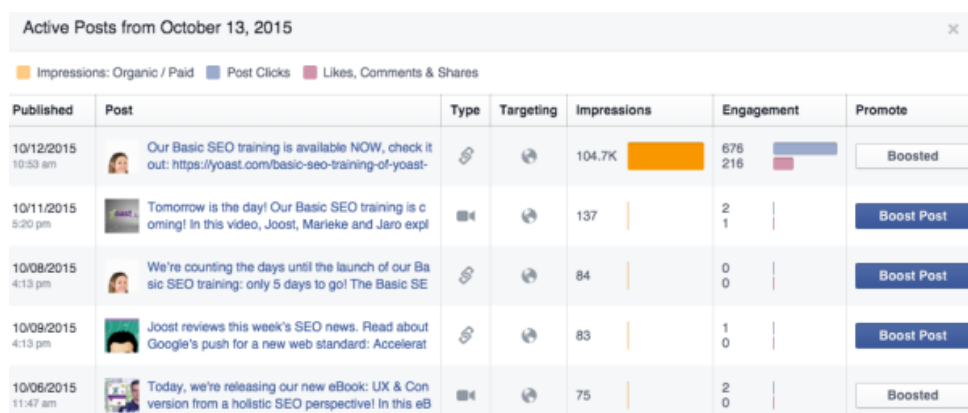 Active Posts from October 13, 2015 ×
Impressions: Organic / Paid Post Clicks Likes, Comments & Shares
Published Post Type Targeting Impressions Engagement Promote
10/12/2015 Our Basic SEO training is available NOW, check it 104.7K 676 Boosted
10:53 am out: https://yoast.com/basic-seo-training-of-yoast- 216
10/11/2015 Tomorrow is the day! Our Basic SEO training is c 137 2 Boost Post
5:20 pm oming! In this video, Joost, Marieke and Jaro expl 1
10/08/2015 We're counting the days until the launch of our Ba 84 0 Boost Post
4:13 pm sic SEO training: only 5 days to go! The Basic SE 0
10/09/2015 Joost reviews this week's SEO news. Read about 83 1 Boost Post
4:13 pm Google's push for a new web standard: Accelerat 0
10/06/2015 Today, we're releasing our new eBook: UX & Con 75 2 Boosted
11:47 am version from a holistic SEO perspective! In this eB 0